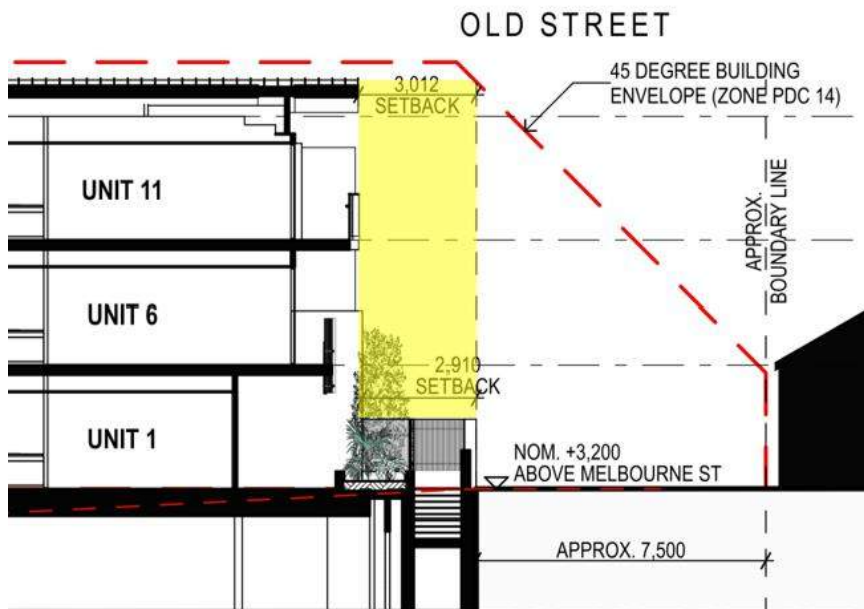 OLD STREET
3,012
SETBACK
45 DEGREE BUILDING
ENVELOPE (ZONE PDC 14)
UNIT 11
APPROX.
BOUNDARY LINE
UNIT 6
2,910
SETBACK
UNIT 1
NOM. +3,200
ABOVE MELBOURNE ST
APPROX. 7,500